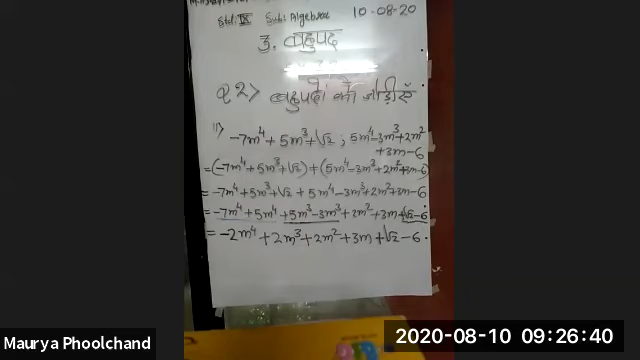 Std: IX Sub: Algebra 10-08-20
3. बहुपद
Q 2> बहुपदों को जोड़ीए
ii) -7m⁴ + 5m³ + √2 ; 5m⁴ - 3m³ + 2m²
+ 3m - 6
= (-7m⁴ + 5m³ + √2) + (5m⁴ - 3m³ + 2m² + 3m - 6)
= -7m⁴ + 5m³ + √2 + 5m⁴ - 3m³ + 2m² + 3m - 6
= -7m⁴ + 5m⁴ + 5m³ - 3m³ + 2m² + 3m + √2 - 6
= -2m⁴ + 2m³ + 2m² + 3m + √2 - 6.
Maurya Phoolchand
2020-08-10 09:26:40